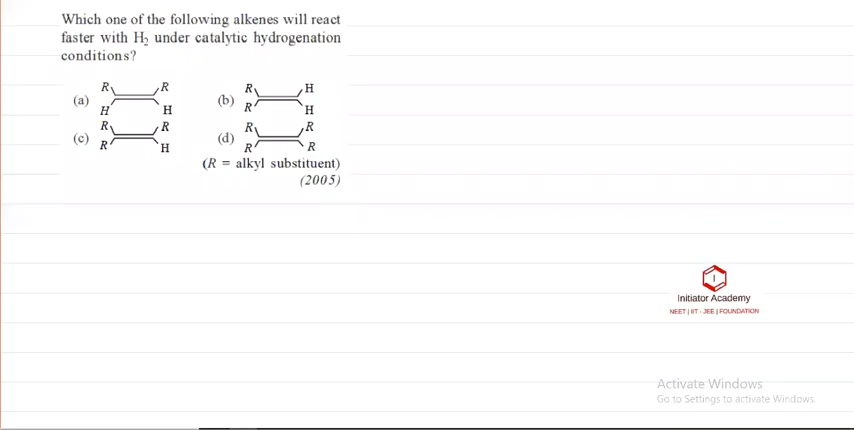 Which one of the following alkenes will react
faster with H₂ under catalytic hydrogenation
conditions?
(a) R R H H
(b) R H R H
(c) R R R H
(d) R R R R
(R = alkyl substituent)
(2005)
I
Initiator Academy
NEET | IIT - JEE | FOUNDATION
Activate Windows
Go to Settings to activate Windows.